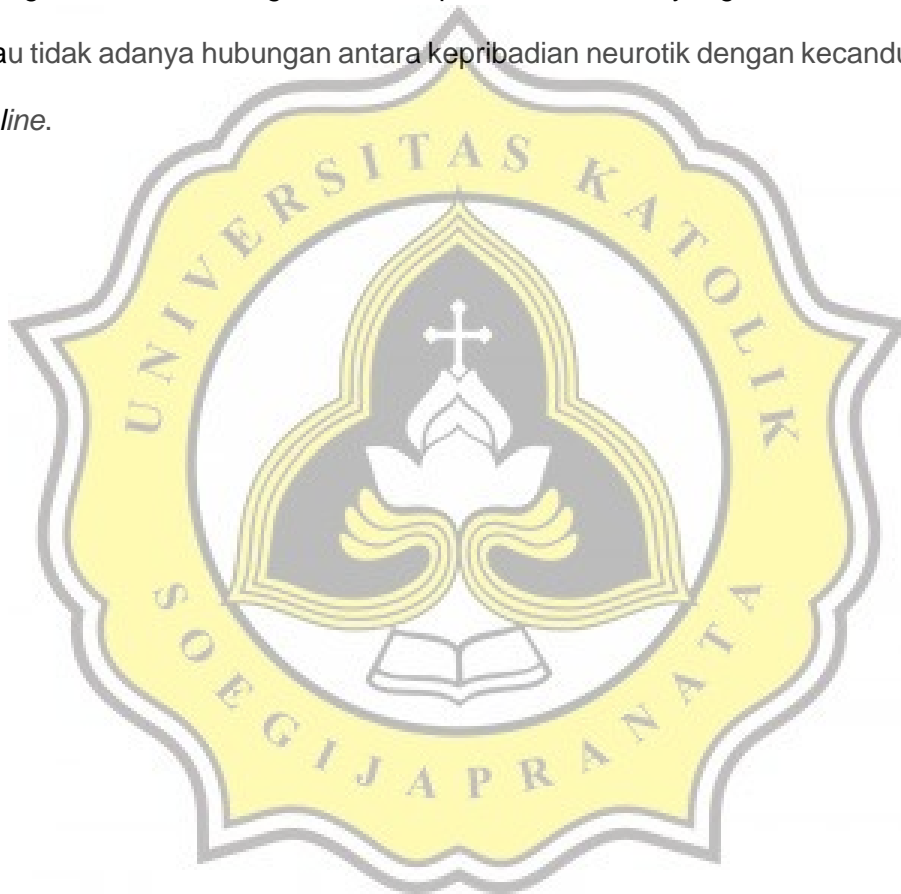 au tidak adanya hubungan antara kepribadian neurotik dengan kecandu
line.
UNIVERSITAS KATOLIK
SOEGIJAPRANATA